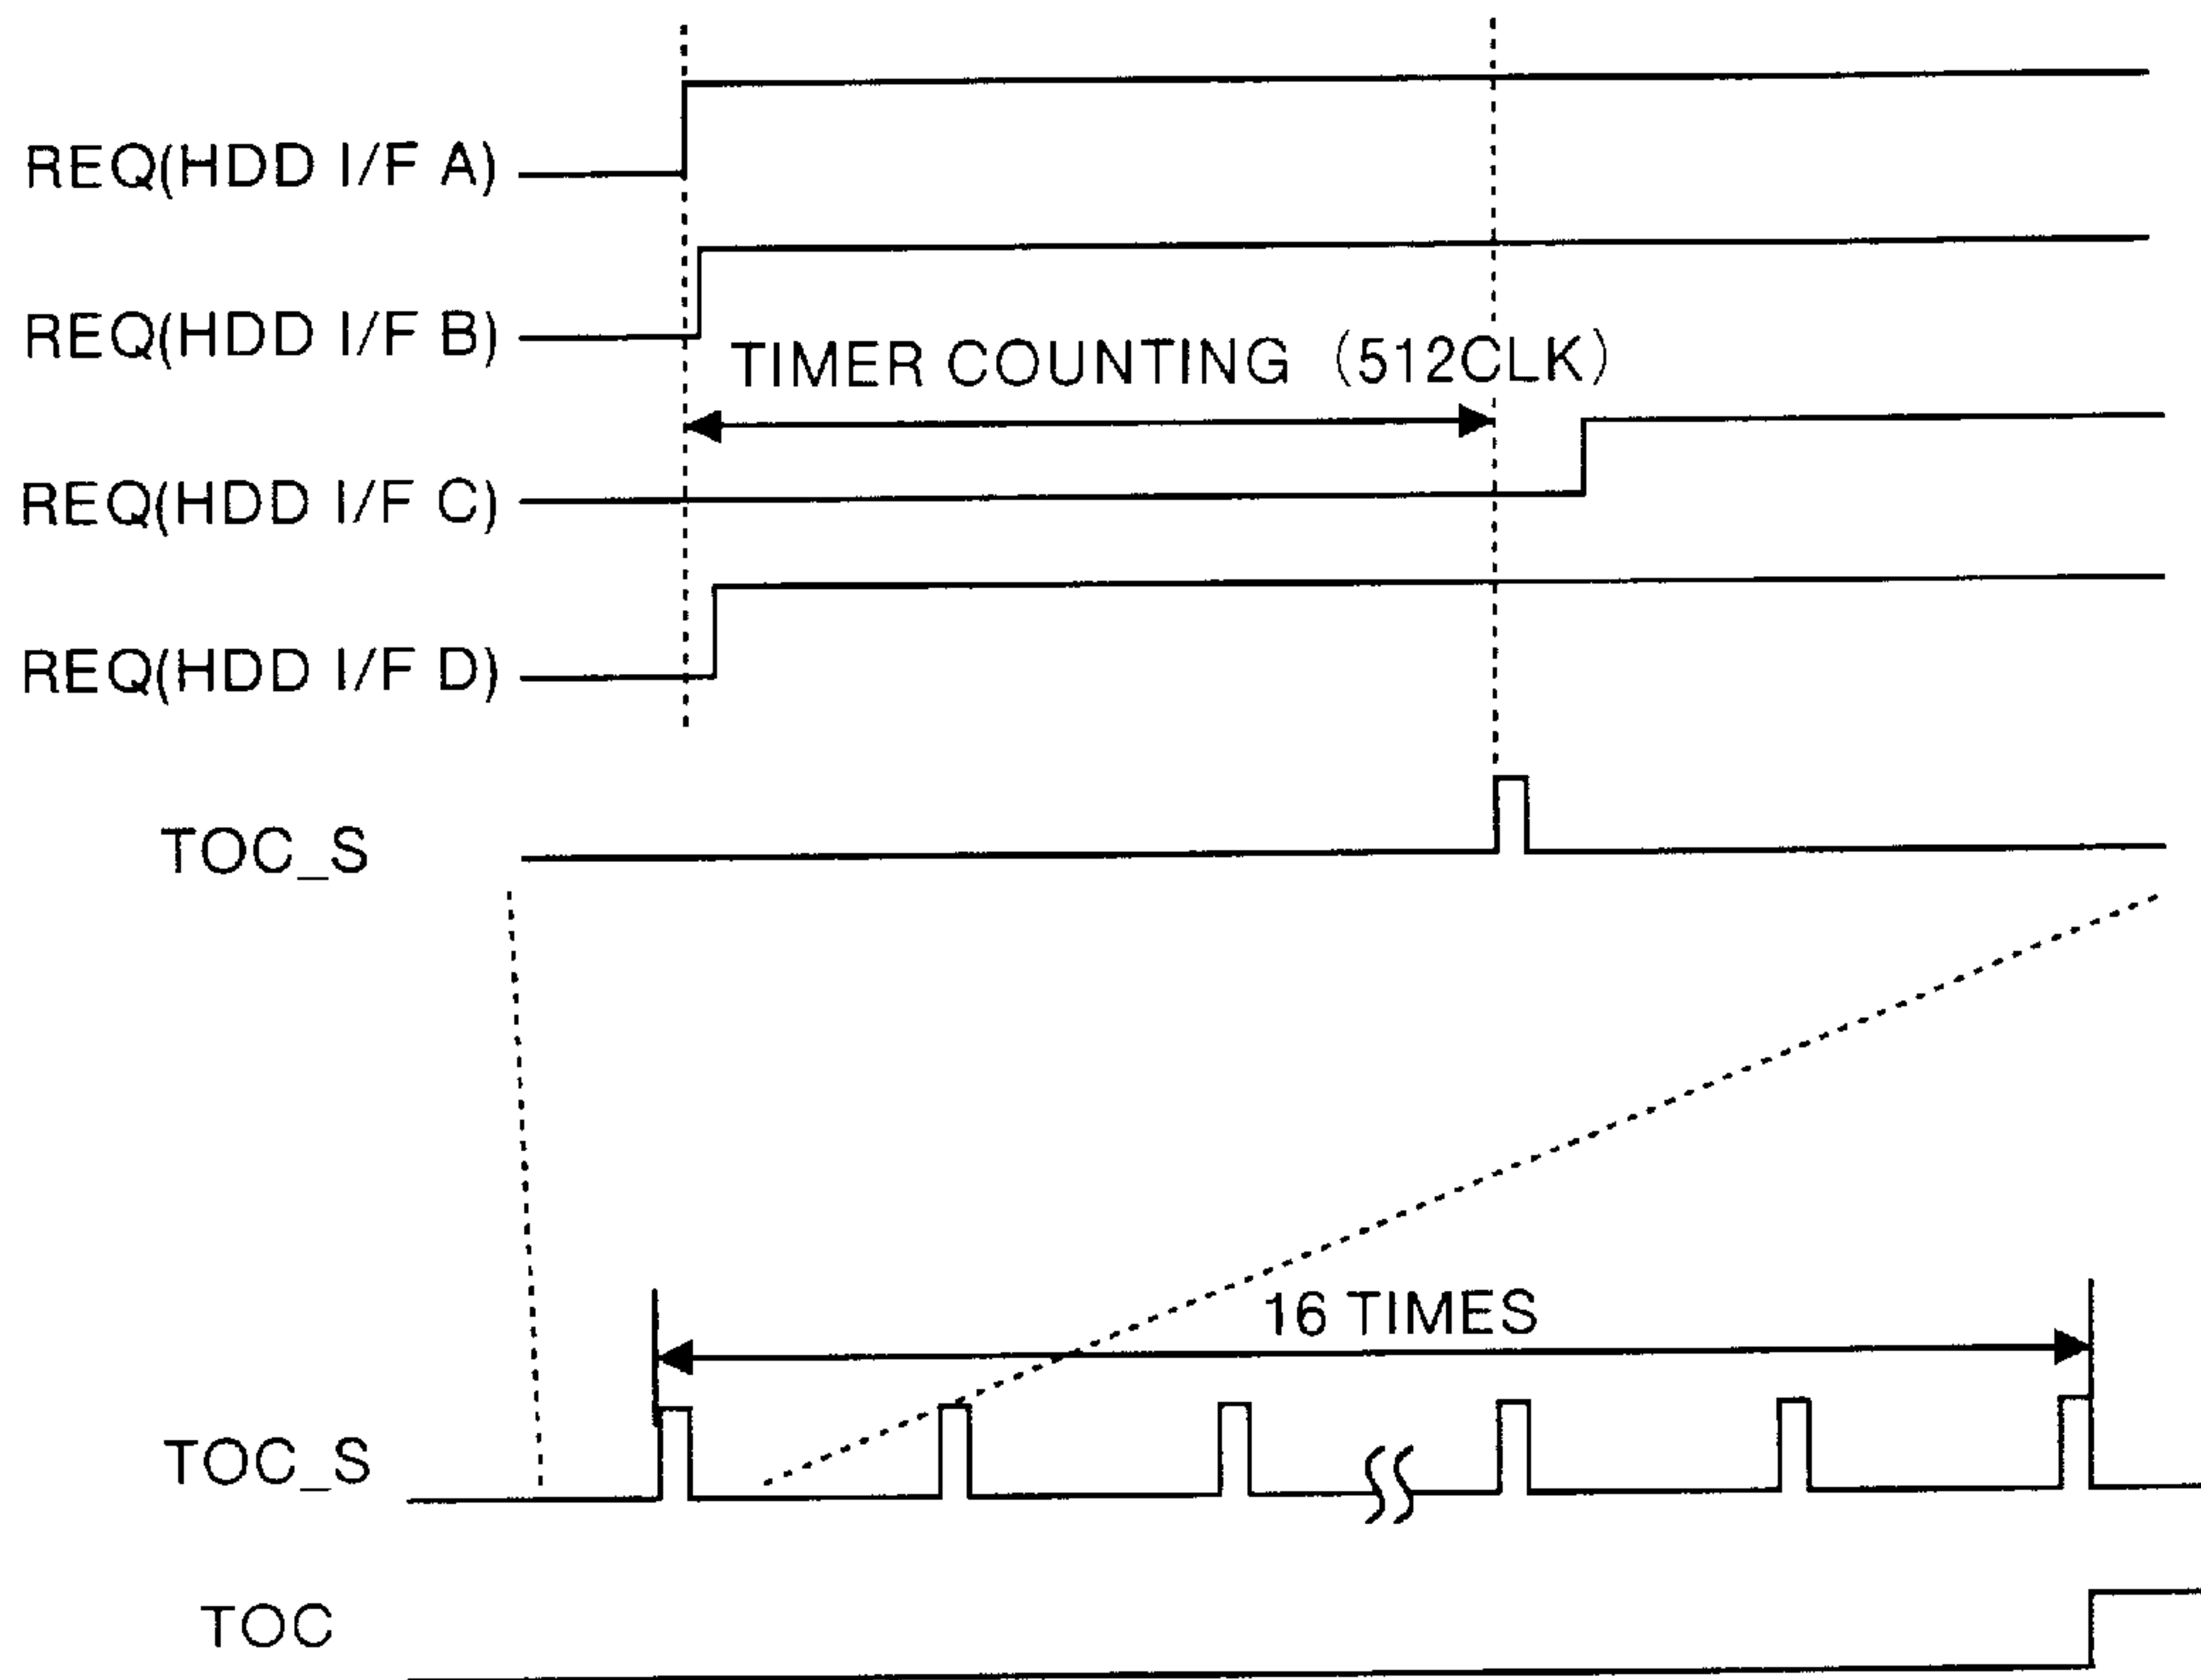 REQ(HDD I/F A)
REQ(HDD I/F B)
TIMER COUNTING (512CLK)
REQ(HDD I/F C)
REQ(HDD I/F D)
TOC_S
16 TIMES
TOC_S
TOC